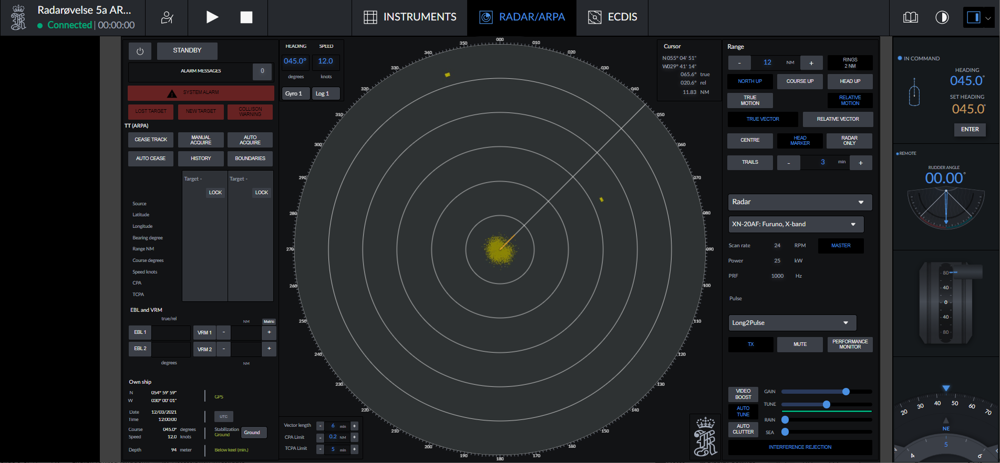 Radarøvelse 5a AR...
Connected | 00:00:00
INSTRUMENTS
RADAR/ARPA
ECDIS
STANDBY
ALARM MESSAGES 0
SYSTEM ALARM
LOST TARGET
NEW TARGET
COLLISON WARNING
TT (ARPA)
CEASE TRACK
MANUAL ACQUIRE
AUTO ACQUIRE
AUTO CEASE
HISTORY
BOUNDARIES
Target - Target -
LOCK LOCK
Source
Latitude
Longitude
Bearing degree
Range NM
Course degrees
Speed knots
CPA
TCPA
EBL and VRM
true/rel NM Metric
EBL 1 VRM 1 - +
EBL 2 VRM 2 - +
degrees NM
Own ship
N 054° 59' 59"
W 030° 00' 01"
GPS
Date 12/03/2021
Time 12:00:00
UTC
Course 045.0° degrees
Speed 12.0 knots
Stabilization
Ground
Ground
Depth 94 meter
Below keel (min.)
HEADING SPEED
045.0° 12.0
degrees knots
Gyro 1 Log 1
000
010
020
030
040
050
060
070
080
090
100
110
120
130
140
150
160
170
180
190
200
210
220
230
240
250
260
270
280
290
300
310
320
330
340
350
Vector length - 6 min +
CPA Limit - 0.2 NM +
TCPA Limit - 5 min +
Cursor
N 055° 04' 51"
W029° 41' 14"
065.6° true
020.6° rel
11.83 NM
Range
- 12 NM +
RINGS
2 NM
NORTH UP
COURSE UP
HEAD UP
TRUE MOTION
RELATIVE MOTION
TRUE VECTOR
RELATIVE VECTOR
CENTRE
HEAD MARKER
RADAR ONLY
TRAILS
- 3 min +
Radar
XN-20AF: Furuno, X-band
Scan rate 24 RPM
MASTER
Power 25 kW
PRF 1000 Hz
Pulse
Long2Pulse
TX
MUTE
PERFORMANCE MONITOR
VIDEO BOOST
GAIN
AUTO TUNE
TUNE
RAIN
AUTO CLUTTER
SEA
INTERFERENCE REJECTION
IN COMMAND
HEADING
045.0°
SET HEADING
045.0°
ENTER
REMOTE
RUDDER ANGLE
00.00°
80
40
0
40
80
20 30 40 50 60 70
NE
4 5 6